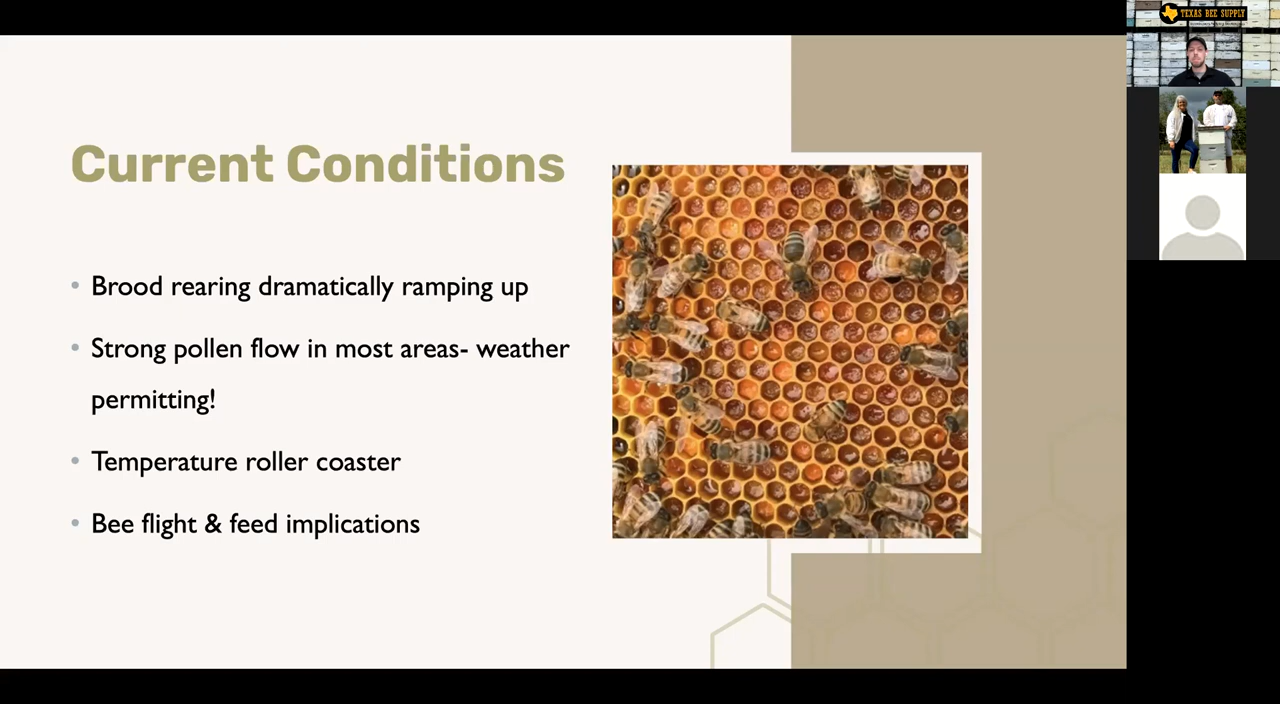 TEXAS BEE SUPPLY
Current Conditions
• Brood rearing dramatically ramping up
• Strong pollen flow in most areas- weather
permitting!
• Temperature roller coaster
• Bee flight & feed implications